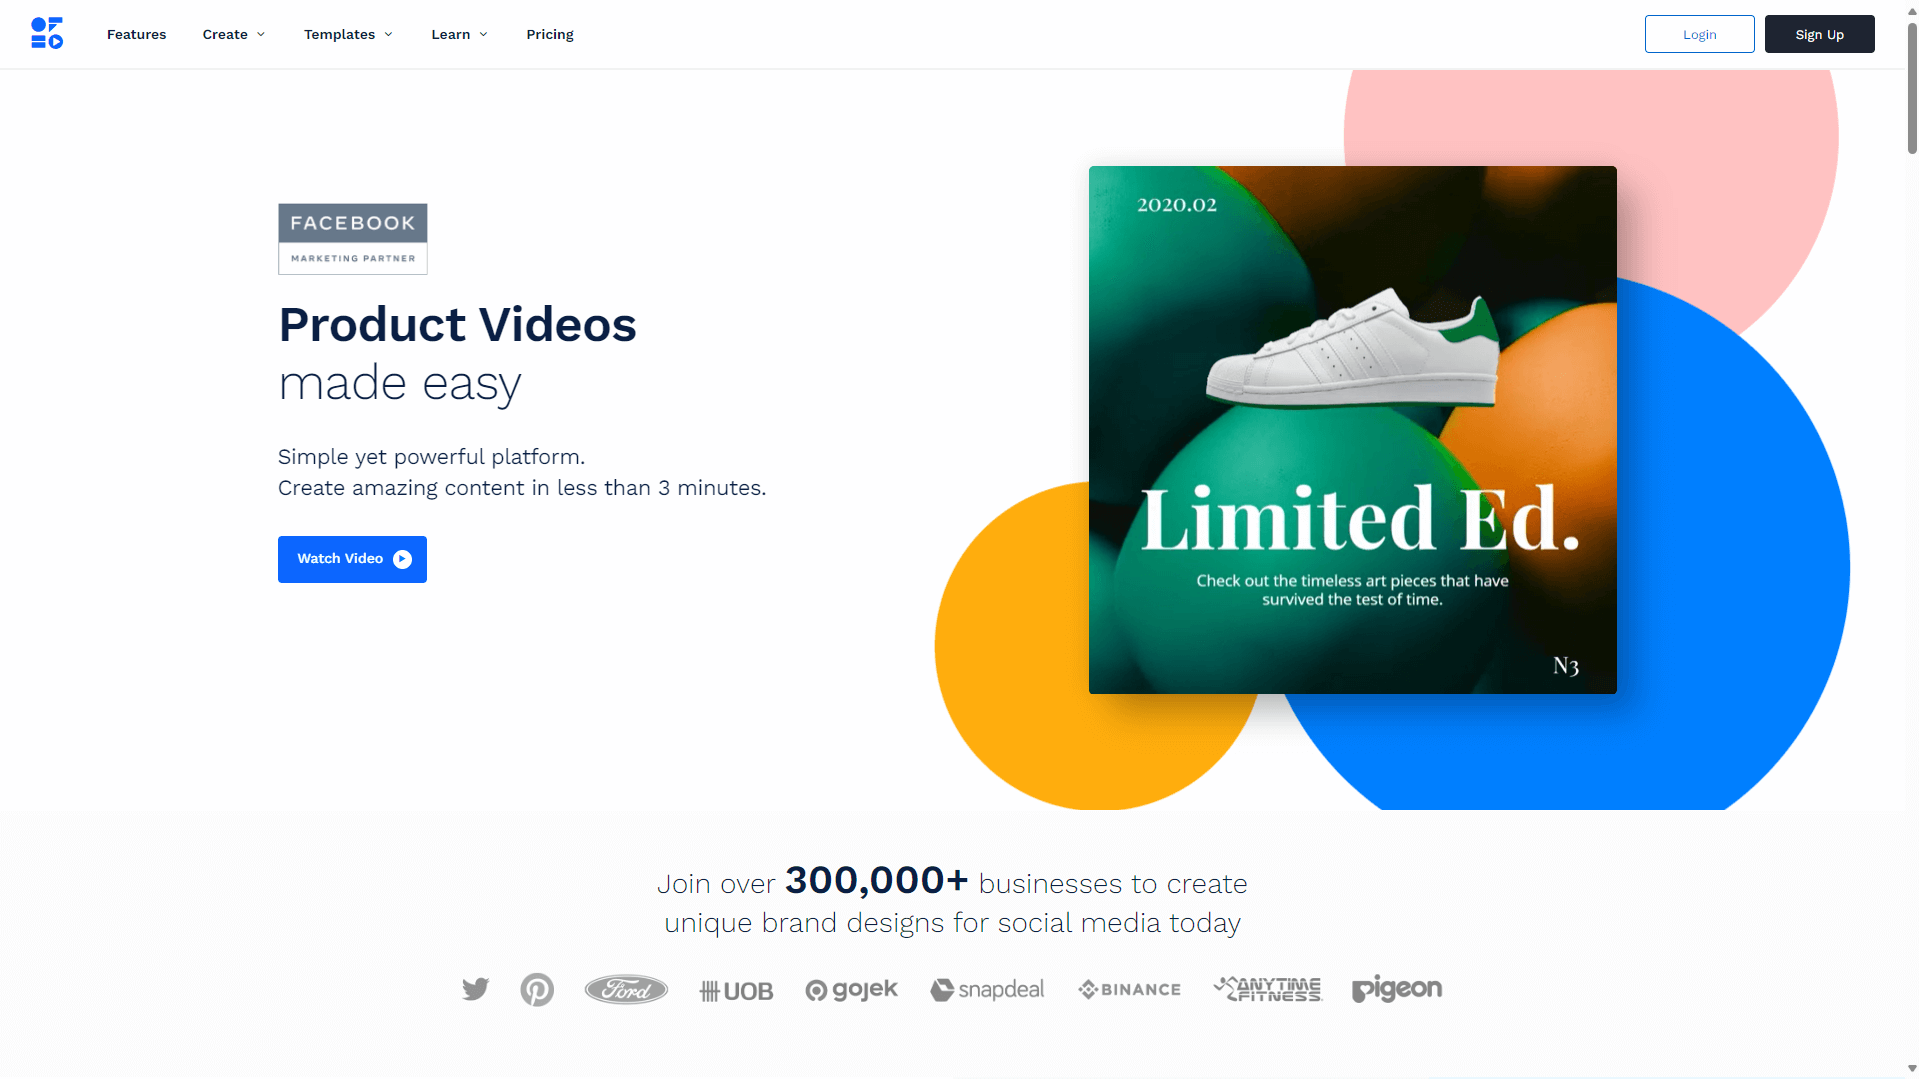 Features
Create
Templates
Learn
Pricing
Login
Sign Up
FACEBOOK
MARKETING PARTNER
Product Videos
made easy
Simple yet powerful platform.
Create amazing content in less than 3 minutes.
Watch Video
2020.02
Limited Ed.
Check out the timeless art pieces that have
survived the test of time.
N3
Join over 300,000+ businesses to create
unique brand designs for social media today
Ford
UOB
gojek
snapdeal
BINANCE
ANYTIME
FITNESS
pigeon